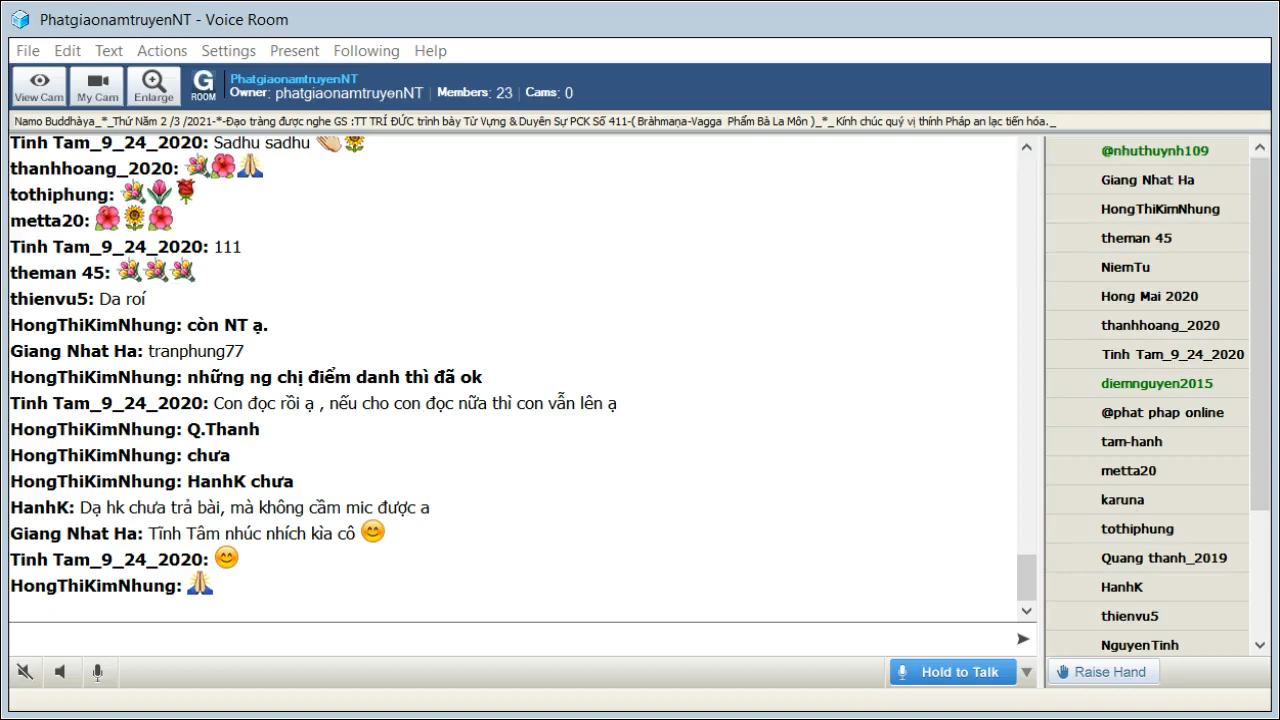 PhatgiaonamtruyenNT - Voice Room
File Edit Text Actions Settings Present Following Help
View Cam My Cam Enlarge G ROOM
PhatgiaonamtruyenNT
Owner: phatgiaonamtruyenNT | Members: 23 | Cams: 0
Namo Buddhàya_*_Thứ Năm 2 /3 /2021-*-Đạo tràng được nghe GS :TT TRÍ ĐỨC trình bày Từ Vựng & Duyên Sự PCK Số 411-( Bràhmaṇa-Vagga Phẩm Bà La Môn )_*_ Kính chúc quý vị thính Pháp an lạc tiến hóa._
Tinh Tam_9_24_2020: Sadhu sadhu 👏🌻
thanhhoang_2020: 💐🌺🙏
tothiphung: 💐🌷🌹
metta20: 🌺🌻🌺
Tinh Tam_9_24_2020: 111
theman 45: 💐💐💐
thienvu5: Da roí
HongThiKimNhung: còn NT ạ.
Giang Nhat Ha: tranphung77
HongThiKimNhung: những ng chị điểm danh thì đã ok
Tinh Tam_9_24_2020: Con đọc rồi ạ , nếu cho con đọc nữa thì con vẫn lên ạ
HongThiKimNhung: Q.Thanh
HongThiKimNhung: chưa
HongThiKimNhung: HanhK chưa
HanhK: Dạ hk chưa trả bài, mà không cầm mic được a
Giang Nhat Ha: Tĩnh Tâm nhúc nhích kìa cô 😊
Tinh Tam_9_24_2020: 😊
HongThiKimNhung: 🙏
@nhuthuynh109
Giang Nhat Ha
HongThiKimNhung
theman 45
NiemTu
Hong Mai 2020
thanhhoang_2020
Tinh Tam_9_24_2020
diemnguyen2015
@phat phap online
tam-hanh
metta20
karuna
tothiphung
Quang thanh_2019
HanhK
thienvu5
NguyenTinh
Hold to Talk
Raise Hand